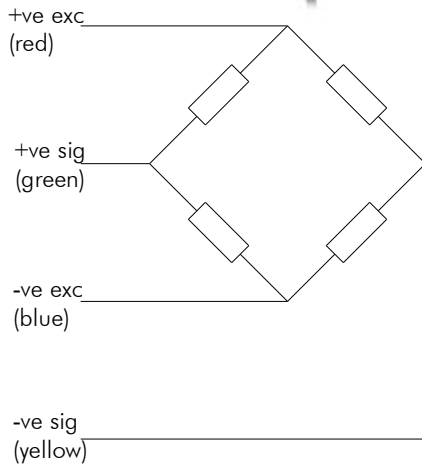 +ve exc
(red)
+ve sig
(green)
-ve exc
(blue)
-ve sig
(yellow)